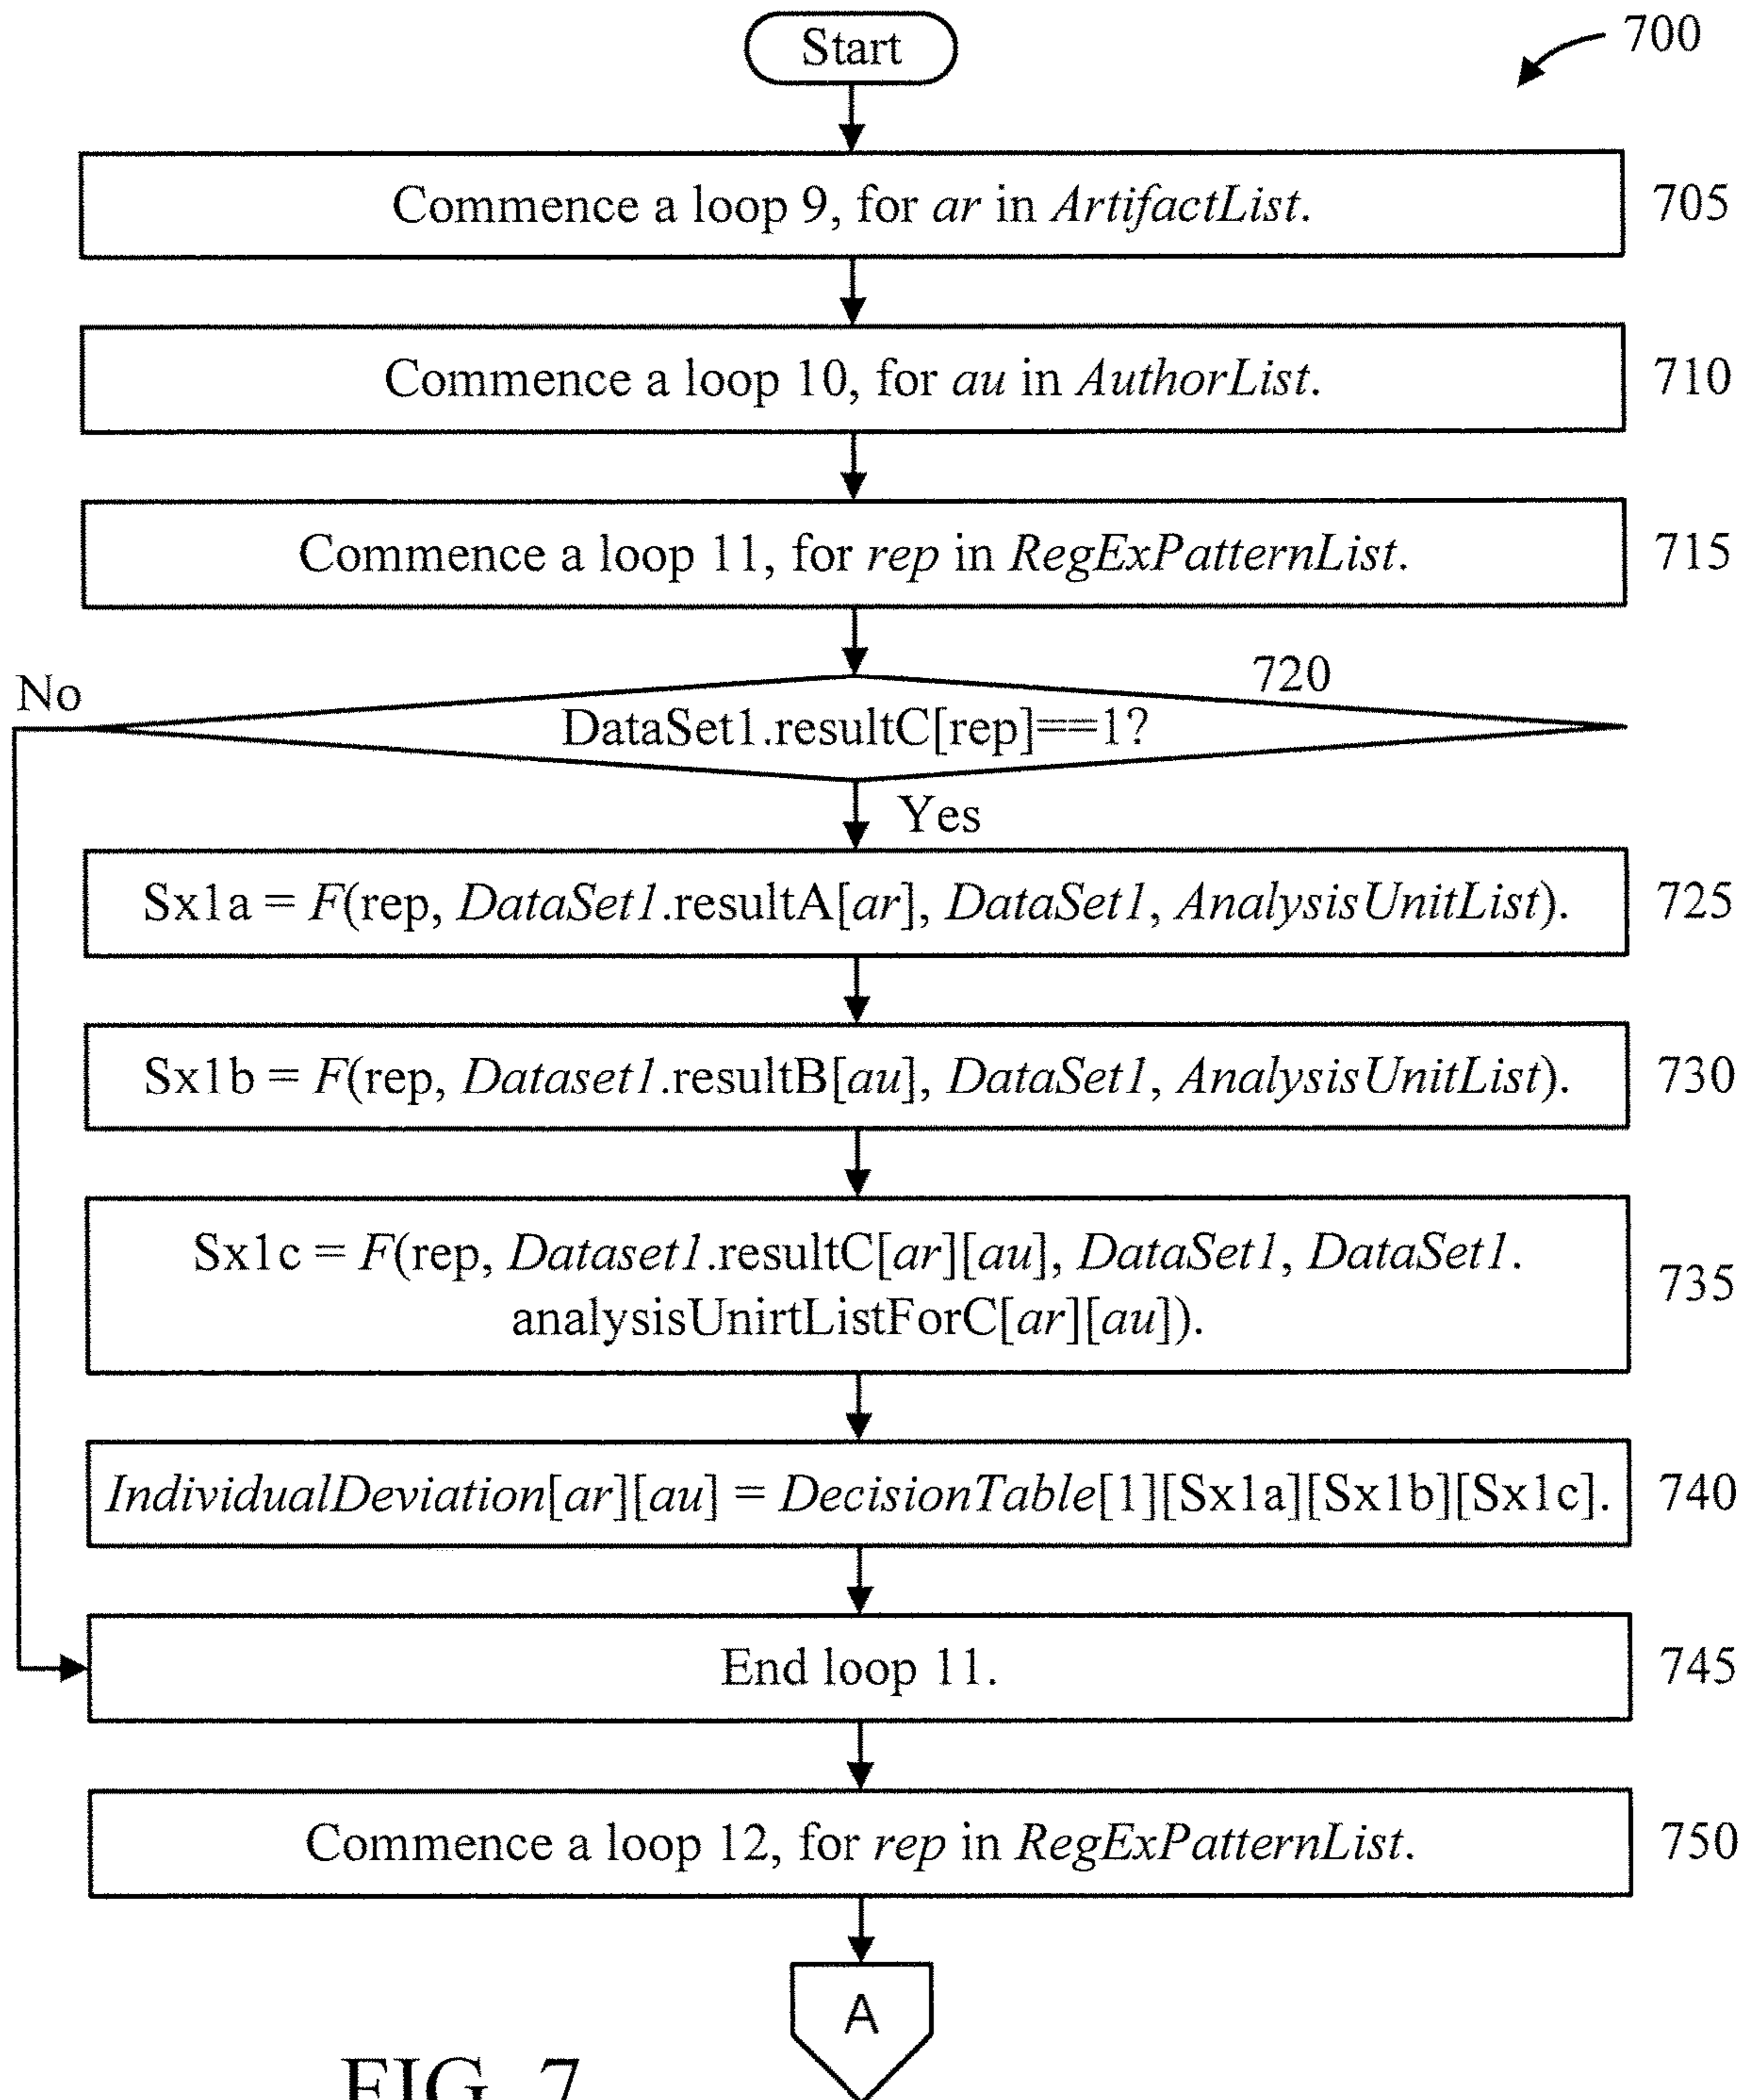 Start
700
Commence a loop 9, for ar in ArtifactList.
705
Commence a loop 10, for au in AuthorList.
710
Commence a loop 11, for rep in RegExPatternList.
715
No
720
DataSet1.resultC[rep]==1?
Yes
Sx1a = F(rep, DataSet1.resultA[ar], DataSet1, AnalysisUnitList).
725
Sx1b = F(rep, Dataset1.resultB[au], DataSet1, AnalysisUnitList).
730
Sx1c = F(rep, Dataset1.resultC[ar][au], DataSet1, DataSet1.
analysisUnirtListForC[ar][au]).
735
IndividualDeviation[ar][au] = DecisionTable[1][Sx1a][Sx1b][Sx1c].
740
End loop 11.
745
Commence a loop 12, for rep in RegExPatternList.
750
A
FIG. 7